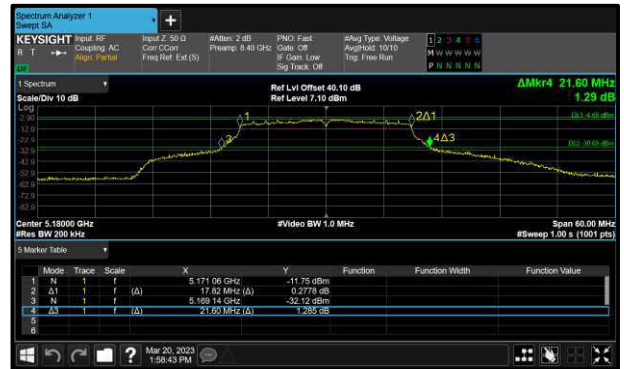 Spectrum Analyzer 1
Swept SA
+
KEYSIGHT
R T
Input: RF
Coupling: AC
Align: Partial
Input Z: 50 Ω
Corr CCorr
Freq Ref: Ext (S)
#Atten: 2 dB
Preamp: 8.40 GHz
PNO: Fast
Gate: Off
IF Gain: Low
Sig Track: Off
#Avg Type: Voltage
Avg|Hold: 10/10
Trig: Free Run
1 2 3 4 5 6
M W W W W W
P N N N N N
1 Spectrum
Scale/Div 10 dB
Log
Ref Lvl Offset 40.10 dB
Ref Level 7.10 dBm
ΔMkr4 21.60 MHz
1.29 dB
-2.90
-12.9
-22.9
-32.9
-42.9
-52.9
-62.9
-72.9
-82.9
1
2Δ1
3
4Δ3
Center 5.18000 GHz
#Res BW 200 kHz
#Video BW 1.0 MHz
Span 60.00 MHz
#Sweep 1.00 s (1001 pts)
5 Marker Table
Mode Trace Scale X Y Function Function Width Function Value
1 N 1 f 5.171 06 GHz -11.75 dBm
2 Δ1 1 f (Δ) 17.82 MHz (Δ) 0.2778 dB
3 N 1 f 5.169 14 GHz -32.12 dBm
4 Δ3 1 f (Δ) 21.60 MHz (Δ) 1.285 dB
5
6
?
Mar 20, 2023
1:58:43 PM